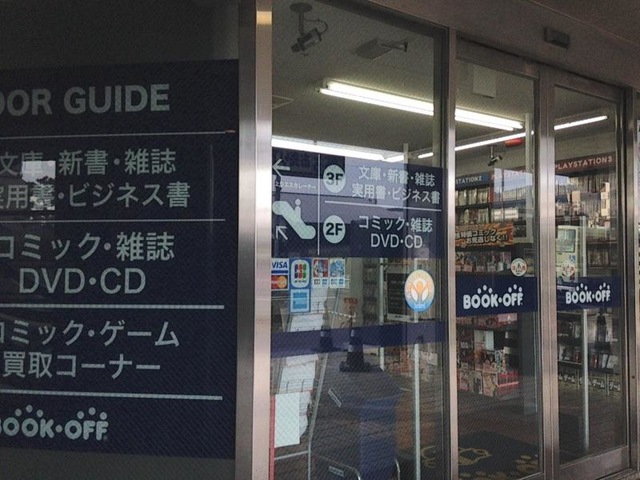 OOR GUIDE
文庫・新書・雑誌
実用書・ビジネス書
コミック・雑誌
DVD・CD
コミック・ゲーム
買取コーナー
BOOK・OFF
3F
文庫・新書・雑誌
実用書・ビジネス書
2F
コミック・雑誌
DVD・CD
VISA
JCB
BOOK・OFF
BOOK・OFF
PLAYSTATION 3